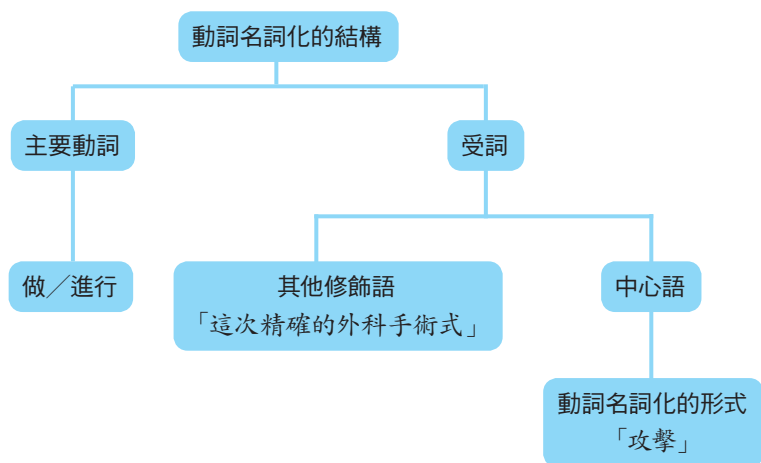 動詞名詞化的結構
主要動詞
受詞
做／進行
其他修飾語
「這次精確的外科手術式」
中心語
動詞名詞化的形式
「攻擊」